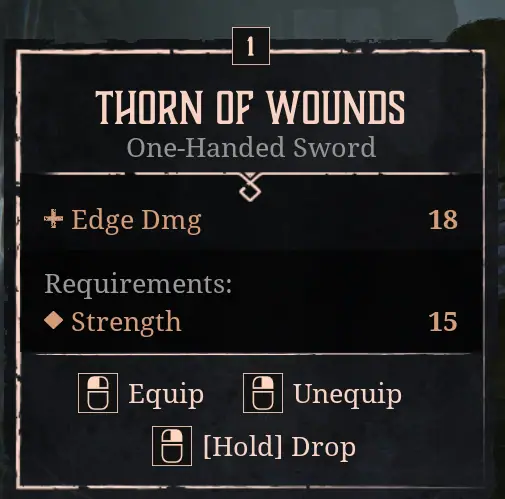 1
THORN OF WOUNDS
One-Handed Sword
Edge Dmg 18
Requirements:
Strength 15
Equip Unequip
[Hold] Drop